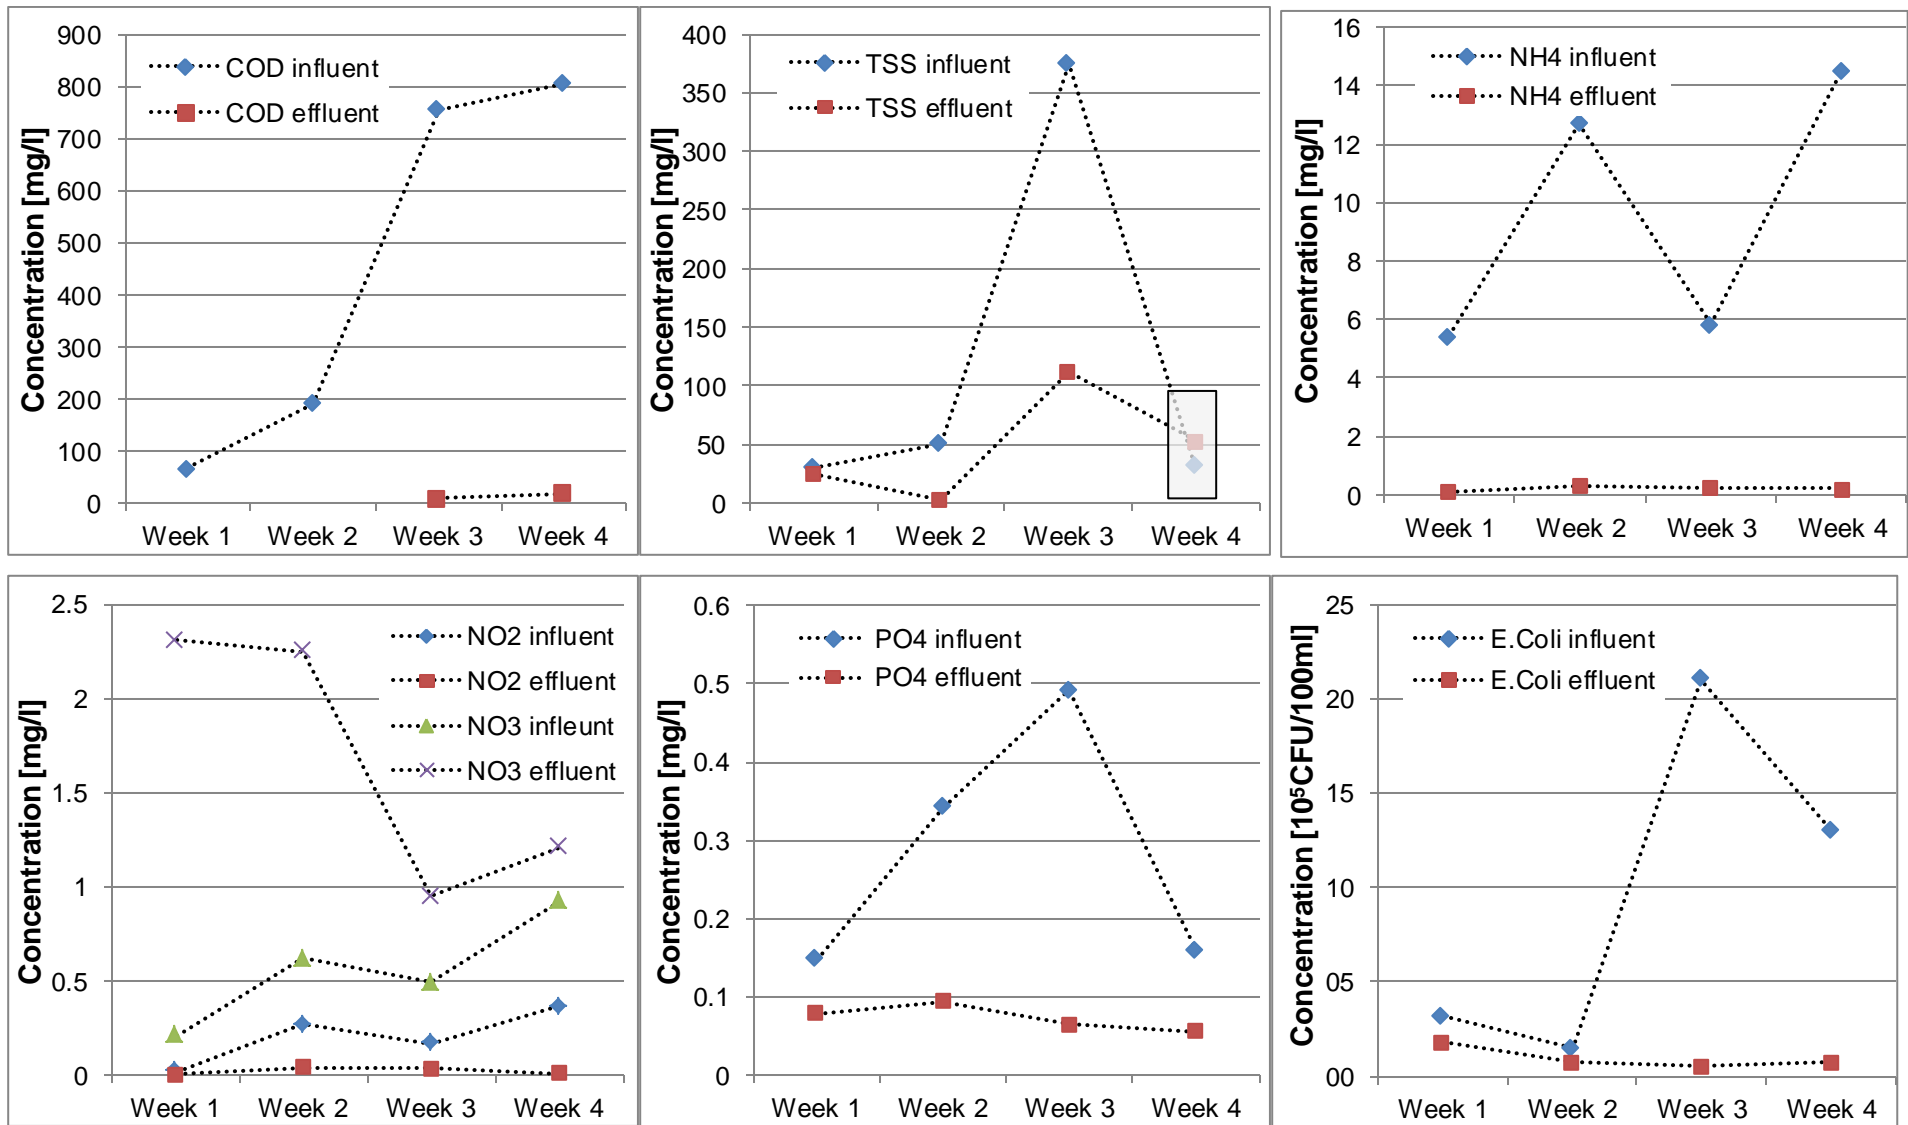 Concentration [mg/l]
900
800
700
600
500
400
300
200
100
0
COD influent
COD effluent
Week 1 Week 2 Week 3 Week 4
Concentration [mg/l]
400
350
300
250
200
150
100
50
0
TSS influent
TSS effluent
Week 1 Week 2 Week 3 Week 4
Concentration [mg/l]
16
14
12
10
8
6
4
2
0
NH4 influent
NH4 effluent
Week 1 Week 2 Week 3 Week 4
Concentration [mg/l]
2.5
2
1.5
1
0.5
0
NO2 influent
NO2 effluent
NO3 infleunt
NO3 effluent
Week 1 Week 2 Week 3 Week 4
Concentration [mg/l]
0.6
0.5
0.4
0.3
0.2
0.1
0
PO4 influent
PO4 effluent
Week 1 Week 2 Week 3 Week 4
Concentration [10⁵CFU/100ml]
25
20
15
10
05
00
E.Coli influent
E.Coli effluent
Week 1 Week 2 Week 3 Week 4